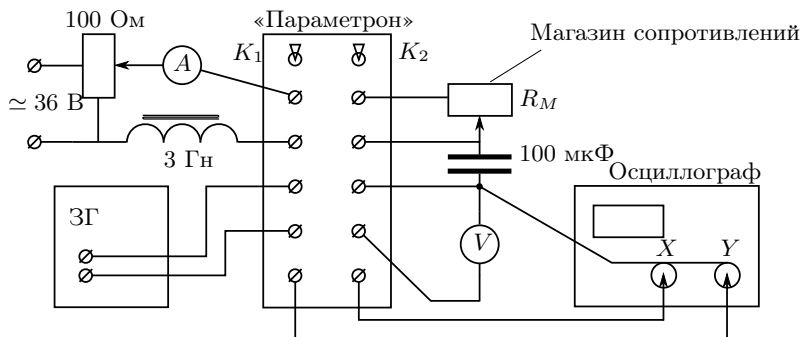 «Параметрон»
100 Ом
K₁
K₂
Магазин сопротивлений
A
R_M
≃ 36 В
3 Гн
100 мкФ
Осциллограф
ЗГ
V
X
Y